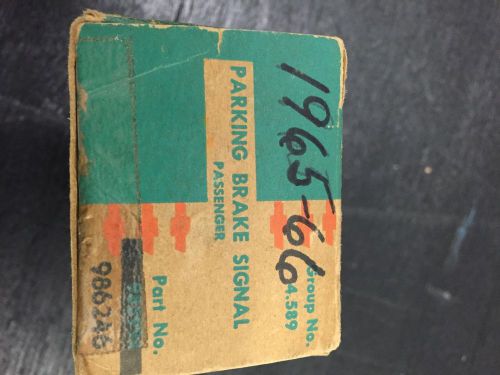 1965-66
Group No.
4.589
PARKING BRAKE SIGNAL
PASSENGER
Part No.
986246